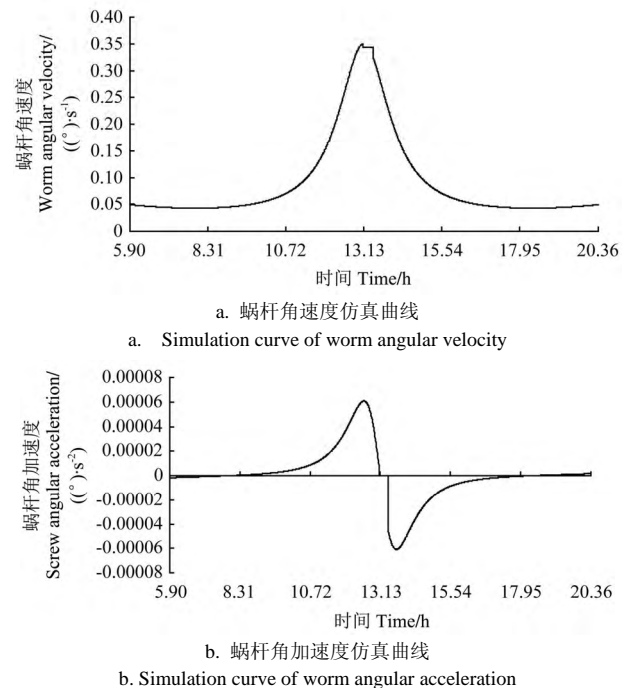 0.40
0.35
0.30
0.25
0.20
0.15
0.10
0.05
0
蜗杆角速度/
Worm angular velocity/
((°)·s-1)
5.90 8.31 10.72 13.13 15.54 17.95 20.36
时间 Time/h
a. 蜗杆角速度仿真曲线
a. Simulation curve of worm angular velocity
0.00008
0.00006
0.00004
0.00002
0
-0.00002
-0.00004
-0.00006
-0.00008
蜗杆角加速度/
Screw angular acceleration/
((°)·s-2)
5.90 8.31 10.72 13.13 15.54 17.95 20.36
时间 Time/h
b. 蜗杆角加速度仿真曲线
b. Simulation curve of worm angular acceleration